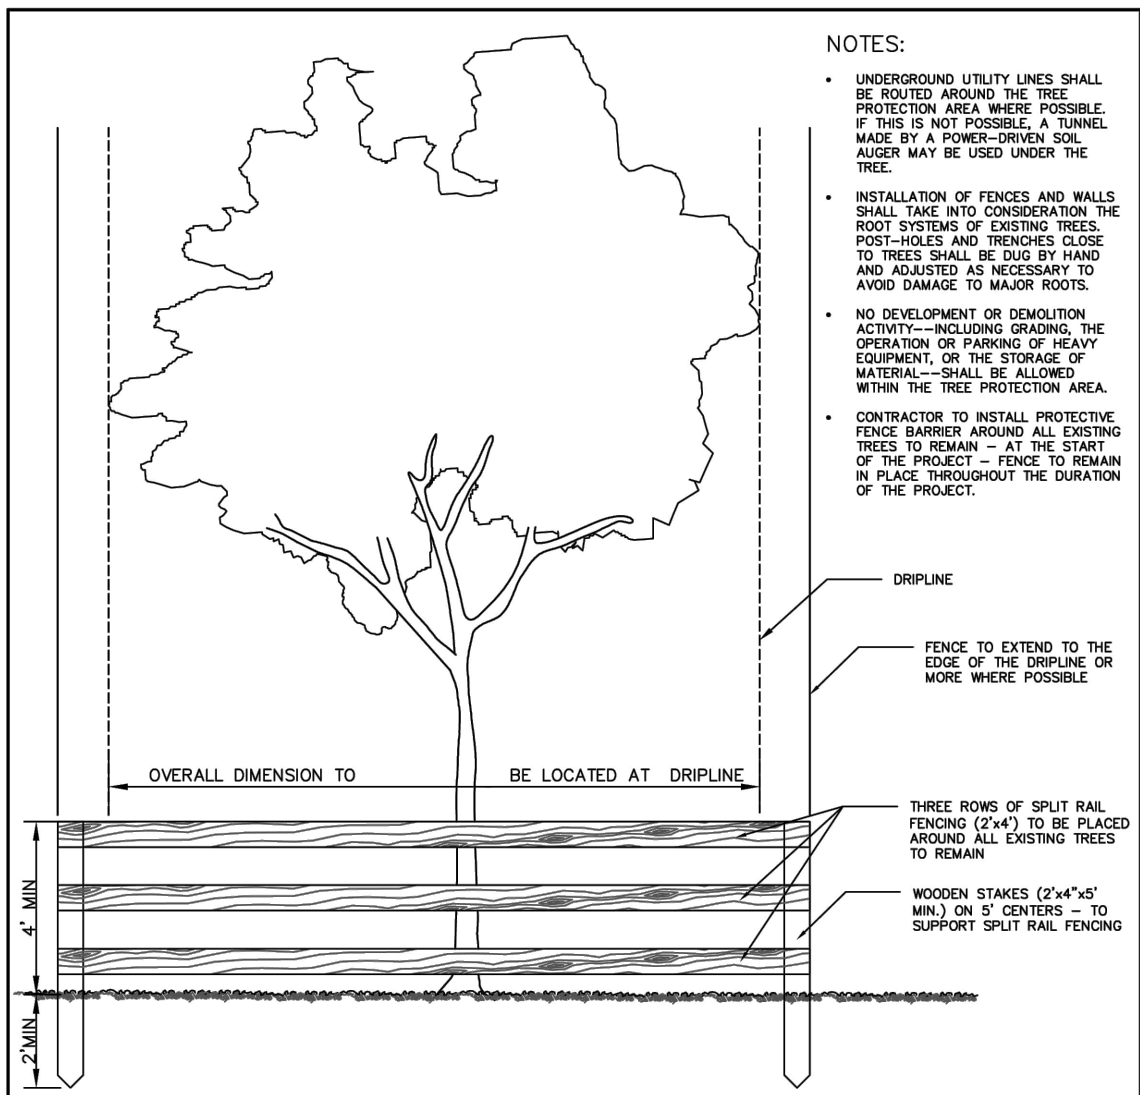 NOTES:
• UNDERGROUND UTILITY LINES SHALL
BE ROUTED AROUND THE TREE
PROTECTION AREA WHERE POSSIBLE.
IF THIS IS NOT POSSIBLE, A TUNNEL
MADE BY A POWER-DRIVEN SOIL
AUGER MAY BE USED UNDER THE
TREE.
• INSTALLATION OF FENCES AND WALLS
SHALL TAKE INTO CONSIDERATION THE
ROOT SYSTEMS OF EXISTING TREES.
POST-HOLES AND TRENCHES CLOSE
TO TREES SHALL BE DUG BY HAND
AND ADJUSTED AS NECESSARY TO
AVOID DAMAGE TO MAJOR ROOTS.
• NO DEVELOPMENT OR DEMOLITION
ACTIVITY--INCLUDING GRADING, THE
OPERATION OR PARKING OF HEAVY
EQUIPMENT, OR THE STORAGE OF
MATERIAL--SHALL BE ALLOWED
WITHIN THE TREE PROTECTION AREA.
• CONTRACTOR TO INSTALL PROTECTIVE
FENCE BARRIER AROUND ALL EXISTING
TREES TO REMAIN - AT THE START
OF THE PROJECT - FENCE TO REMAIN
IN PLACE THROUGHOUT THE DURATION
OF THE PROJECT.
DRIPLINE
FENCE TO EXTEND TO THE
EDGE OF THE DRIPLINE OR
MORE WHERE POSSIBLE
OVERALL DIMENSION TO BE LOCATED AT DRIPLINE
THREE ROWS OF SPLIT RAIL
FENCING (2'x4') TO BE PLACED
AROUND ALL EXISTING TREES
TO REMAIN
WOODEN STAKES (2'x4"x5'
MIN.) ON 5' CENTERS - TO
SUPPORT SPLIT RAIL FENCING
4' MIN
2'MIN